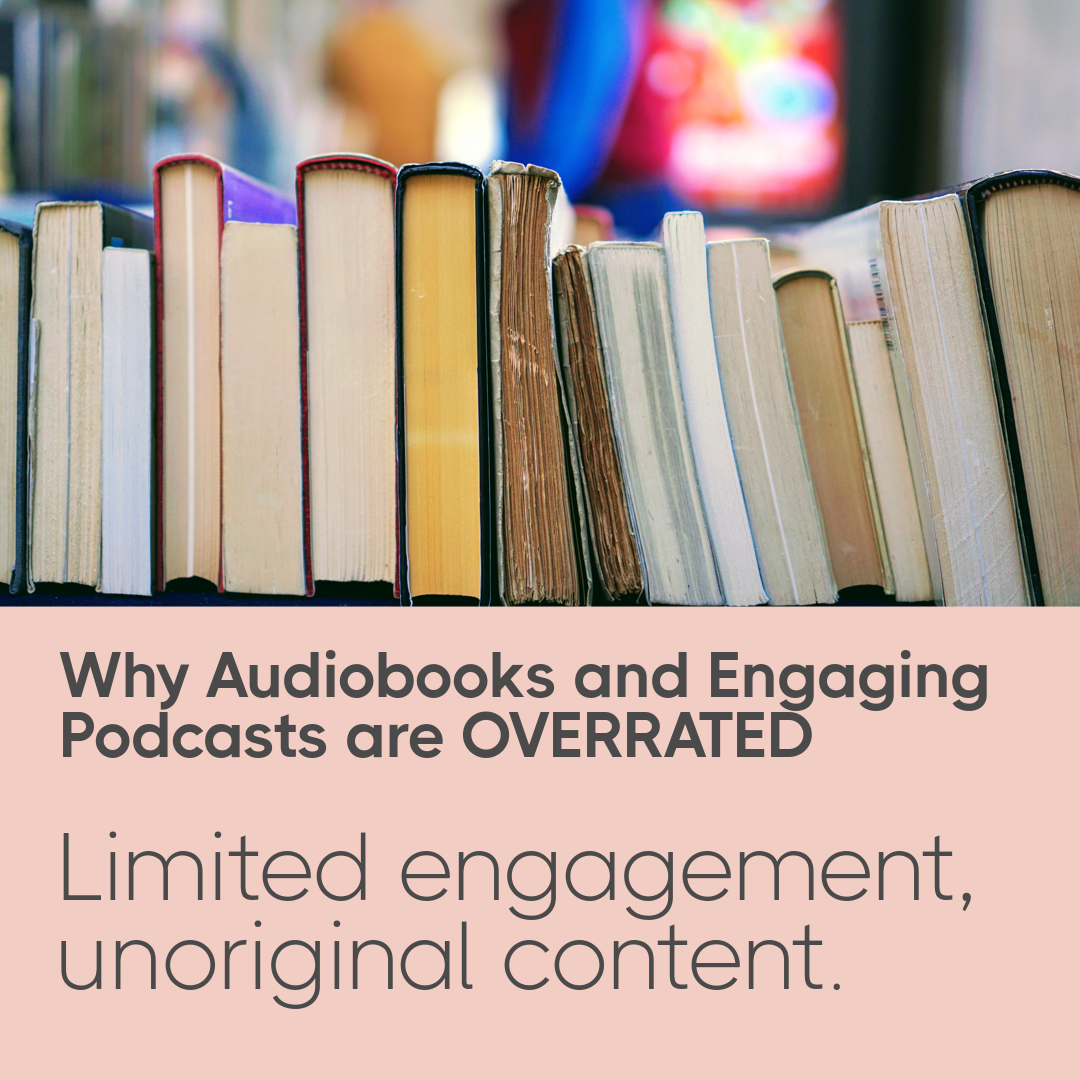 Why Audiobooks and Engaging
Podcasts are OVERRATED
Limited engagement,
unoriginal content.